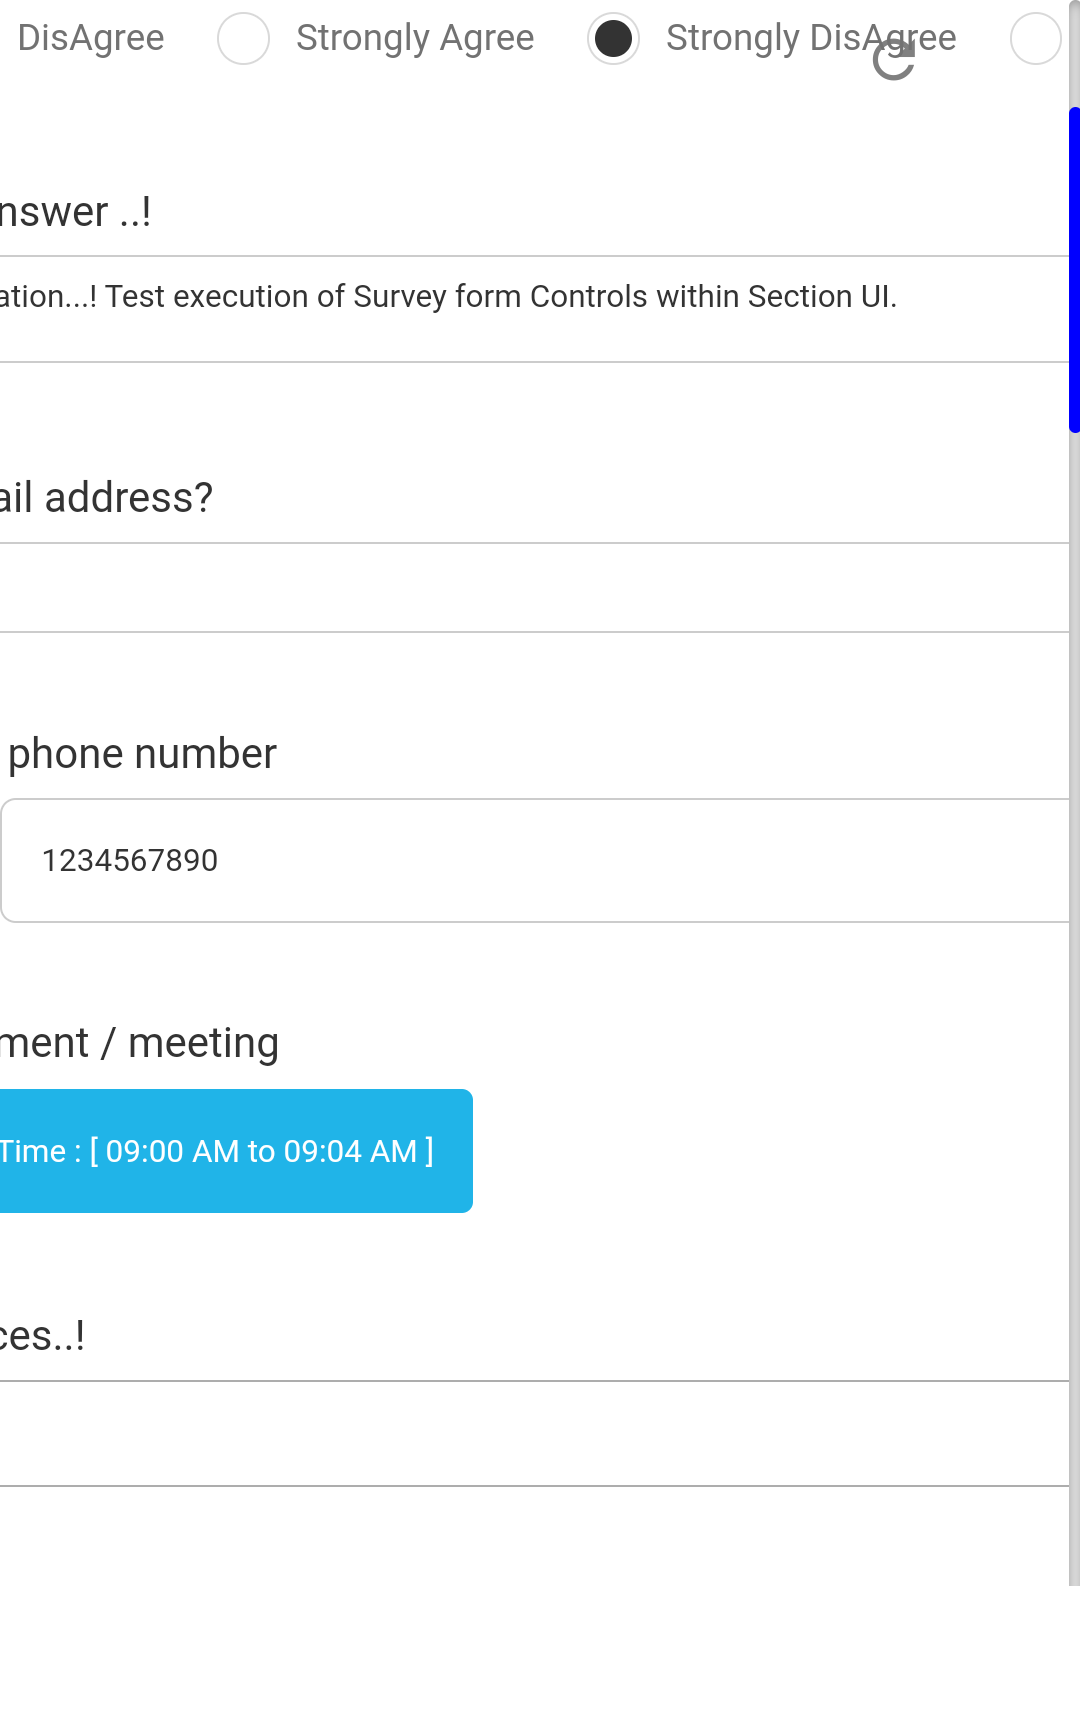 DisAgree Strongly Agree Strongly DisAgree
nswer ..!
ation...! Test execution of Survey form Controls within Section UI.
ail address?
phone number
1234567890
ment / meeting
Time : [ 09:00 AM to 09:04 AM ]
ces..!